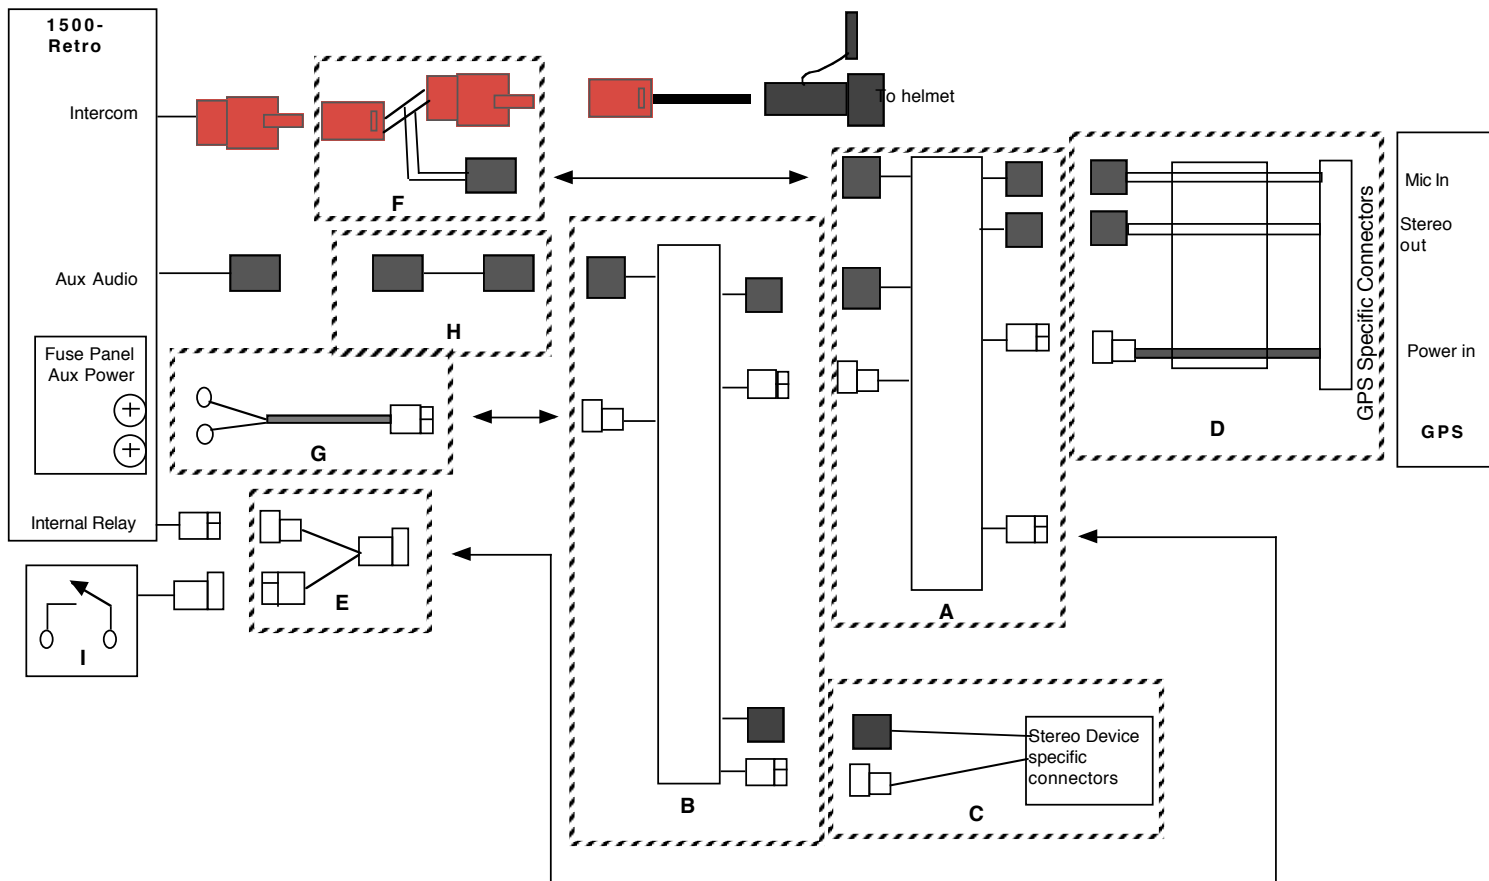 1500-
Retro
Intercom
To helmet
F
Mic In
Stereo
out
GPS Specific Connectors
Aux Audio
H
Fuse Panel
Aux Power
Power in
G
D
GPS
Internal Relay
E
A
I
Stereo Device
specific
connectors
B
C